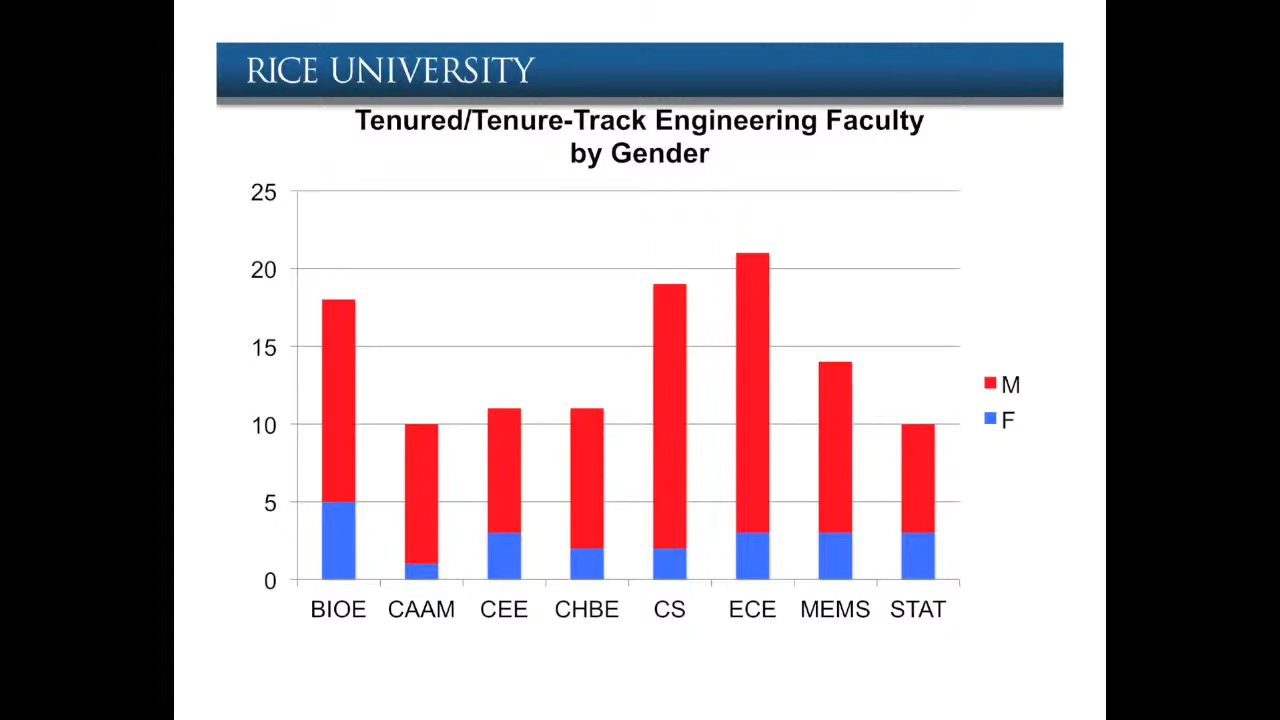 RICE UNIVERSITY
Tenured/Tenure-Track Engineering Faculty
by Gender
25
20
15
10
5
0
M
F
BIOE CAAM CEE CHBE CS ECE MEMS STAT